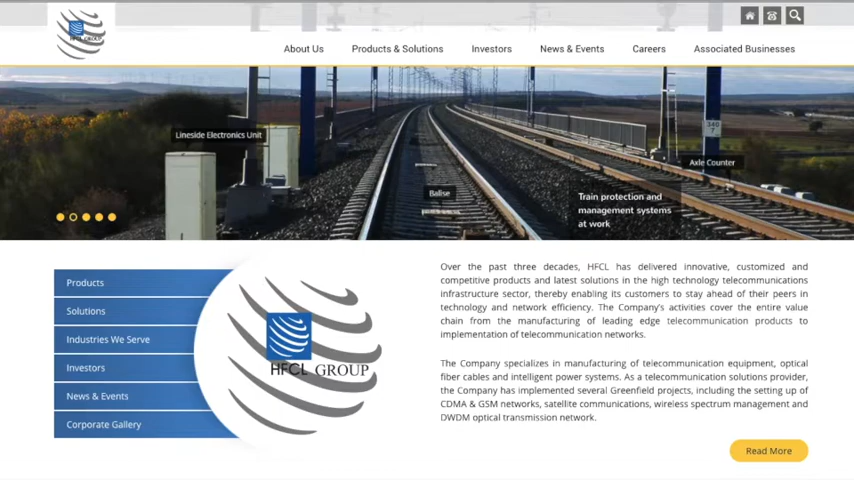 HFCL GROUP
About Us Products & Solutions Investors News & Events Careers Associated Businesses
Lineside Electronics Unit
340
7
Axle Counter
Balise
Train protection and
management systems
at work
Products
Solutions
Industries We Serve
Investors
News & Events
Corporate Gallery
HFCL GROUP
Over the past three decades, HFCL has delivered innovative, customized and
competitive products and latest solutions in the high technology telecommunications
infrastructure sector, thereby enabling its customers to stay ahead of their peers in
technology and network efficiency. The Company's activities cover the entire value
chain from the manufacturing of leading edge telecommunication products to
implementation of telecommunication networks.
The Company specializes in manufacturing of telecommunication equipment, optical
fiber cables and intelligent power systems. As a telecommunication solutions provider,
the Company has implemented several Greenfield projects, including the setting up of
CDMA & GSM networks, satellite communications, wireless spectrum management and
DWDM optical transmission network.
Read More